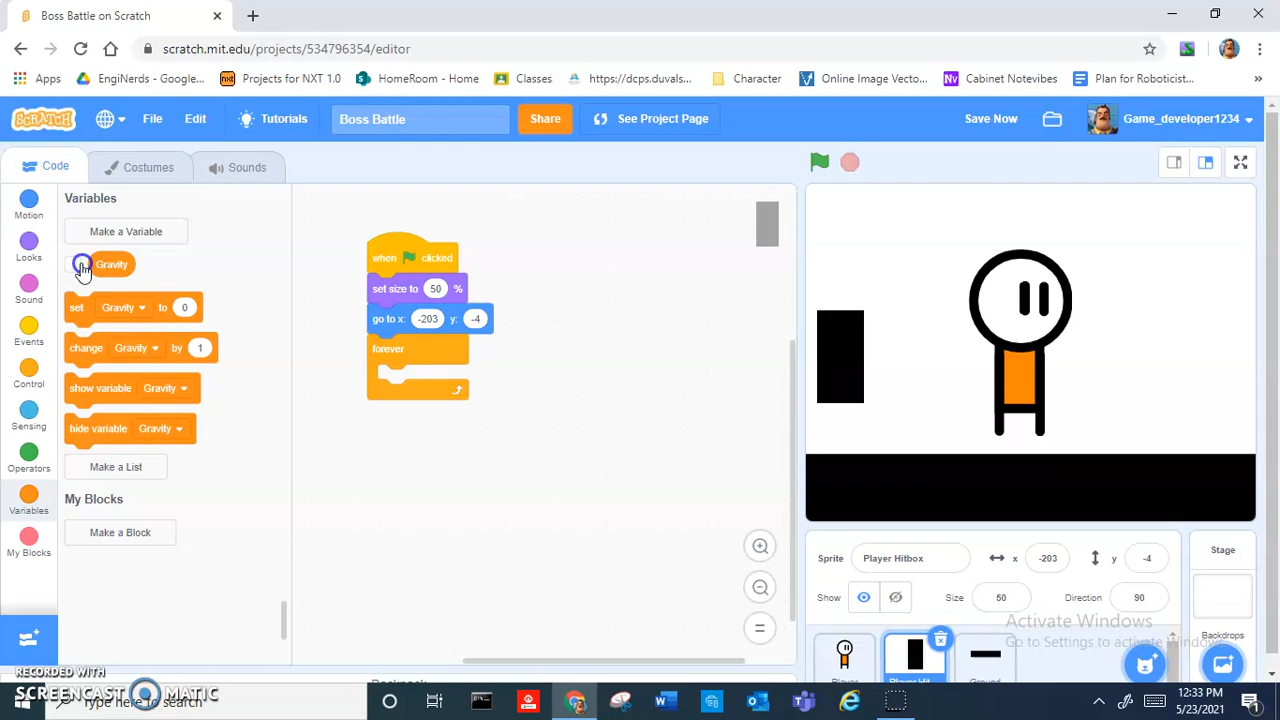 Boss Battle on Scratch
scratch.mit.edu/projects/534796354/editor
Apps
EngiNerds - Google...
Projects for NXT 1.0
HomeRoom - Home
Classes
https://dcps.duvals...
Character
Online Image Vecto...
Cabinet Notevibes
Plan for Roboticist...
SCRATCH
File
Edit
Tutorials
Boss Battle
Share
See Project Page
Save Now
Game_developer1234
Code
Costumes
Sounds
Motion
Looks
Sound
Events
Control
Sensing
Operators
Variables
My Blocks
Variables
Make a Variable
Gravity
set Gravity to 0
change Gravity by 1
show variable Gravity
hide variable Gravity
Make a List
My Blocks
Make a Block
when clicked
set size to 50 %
go to x: -203 y: -4
forever
Sprite Player Hitbox x -203 y -4
Show Size 50 Direction 90
Stage
Backdrops
Player
Player Hit...
Ground
Activate Windows
Go to Settings to activate Windows.
RECORDED WITH
SCREENCAST MATIC
Type here to search
12:33 PM
5/23/2021